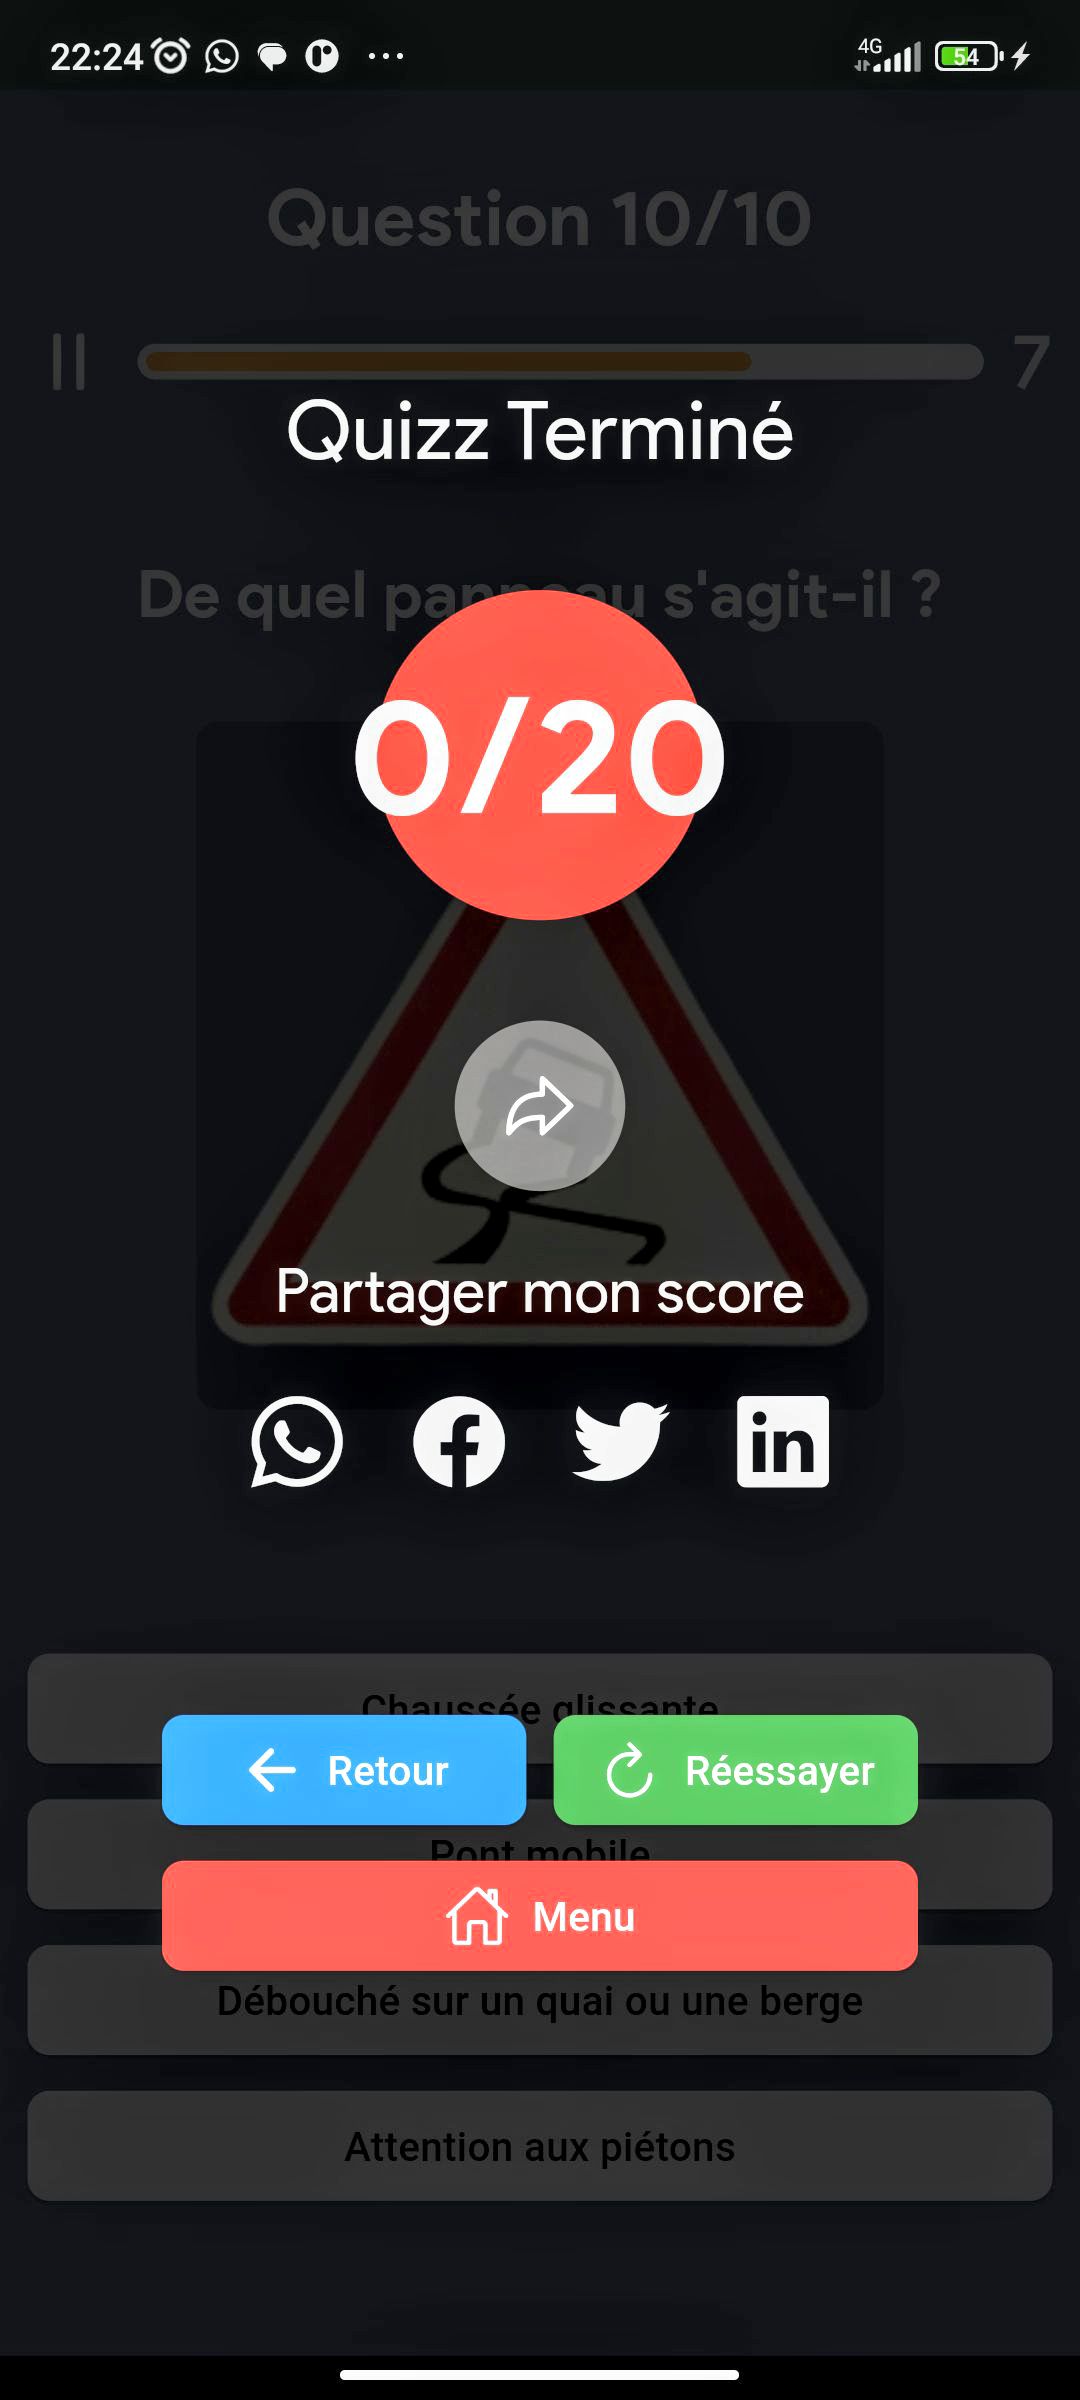 22:24
4G
54
Question 10/10
7
Quizz Terminé
De quel panneau s'agit-il ?
0/20
Partager mon score
in
Chaussée glissante
Retour
Réessayer
Pont mobile
Menu
Débouché sur un quai ou une berge
Attention aux piétons